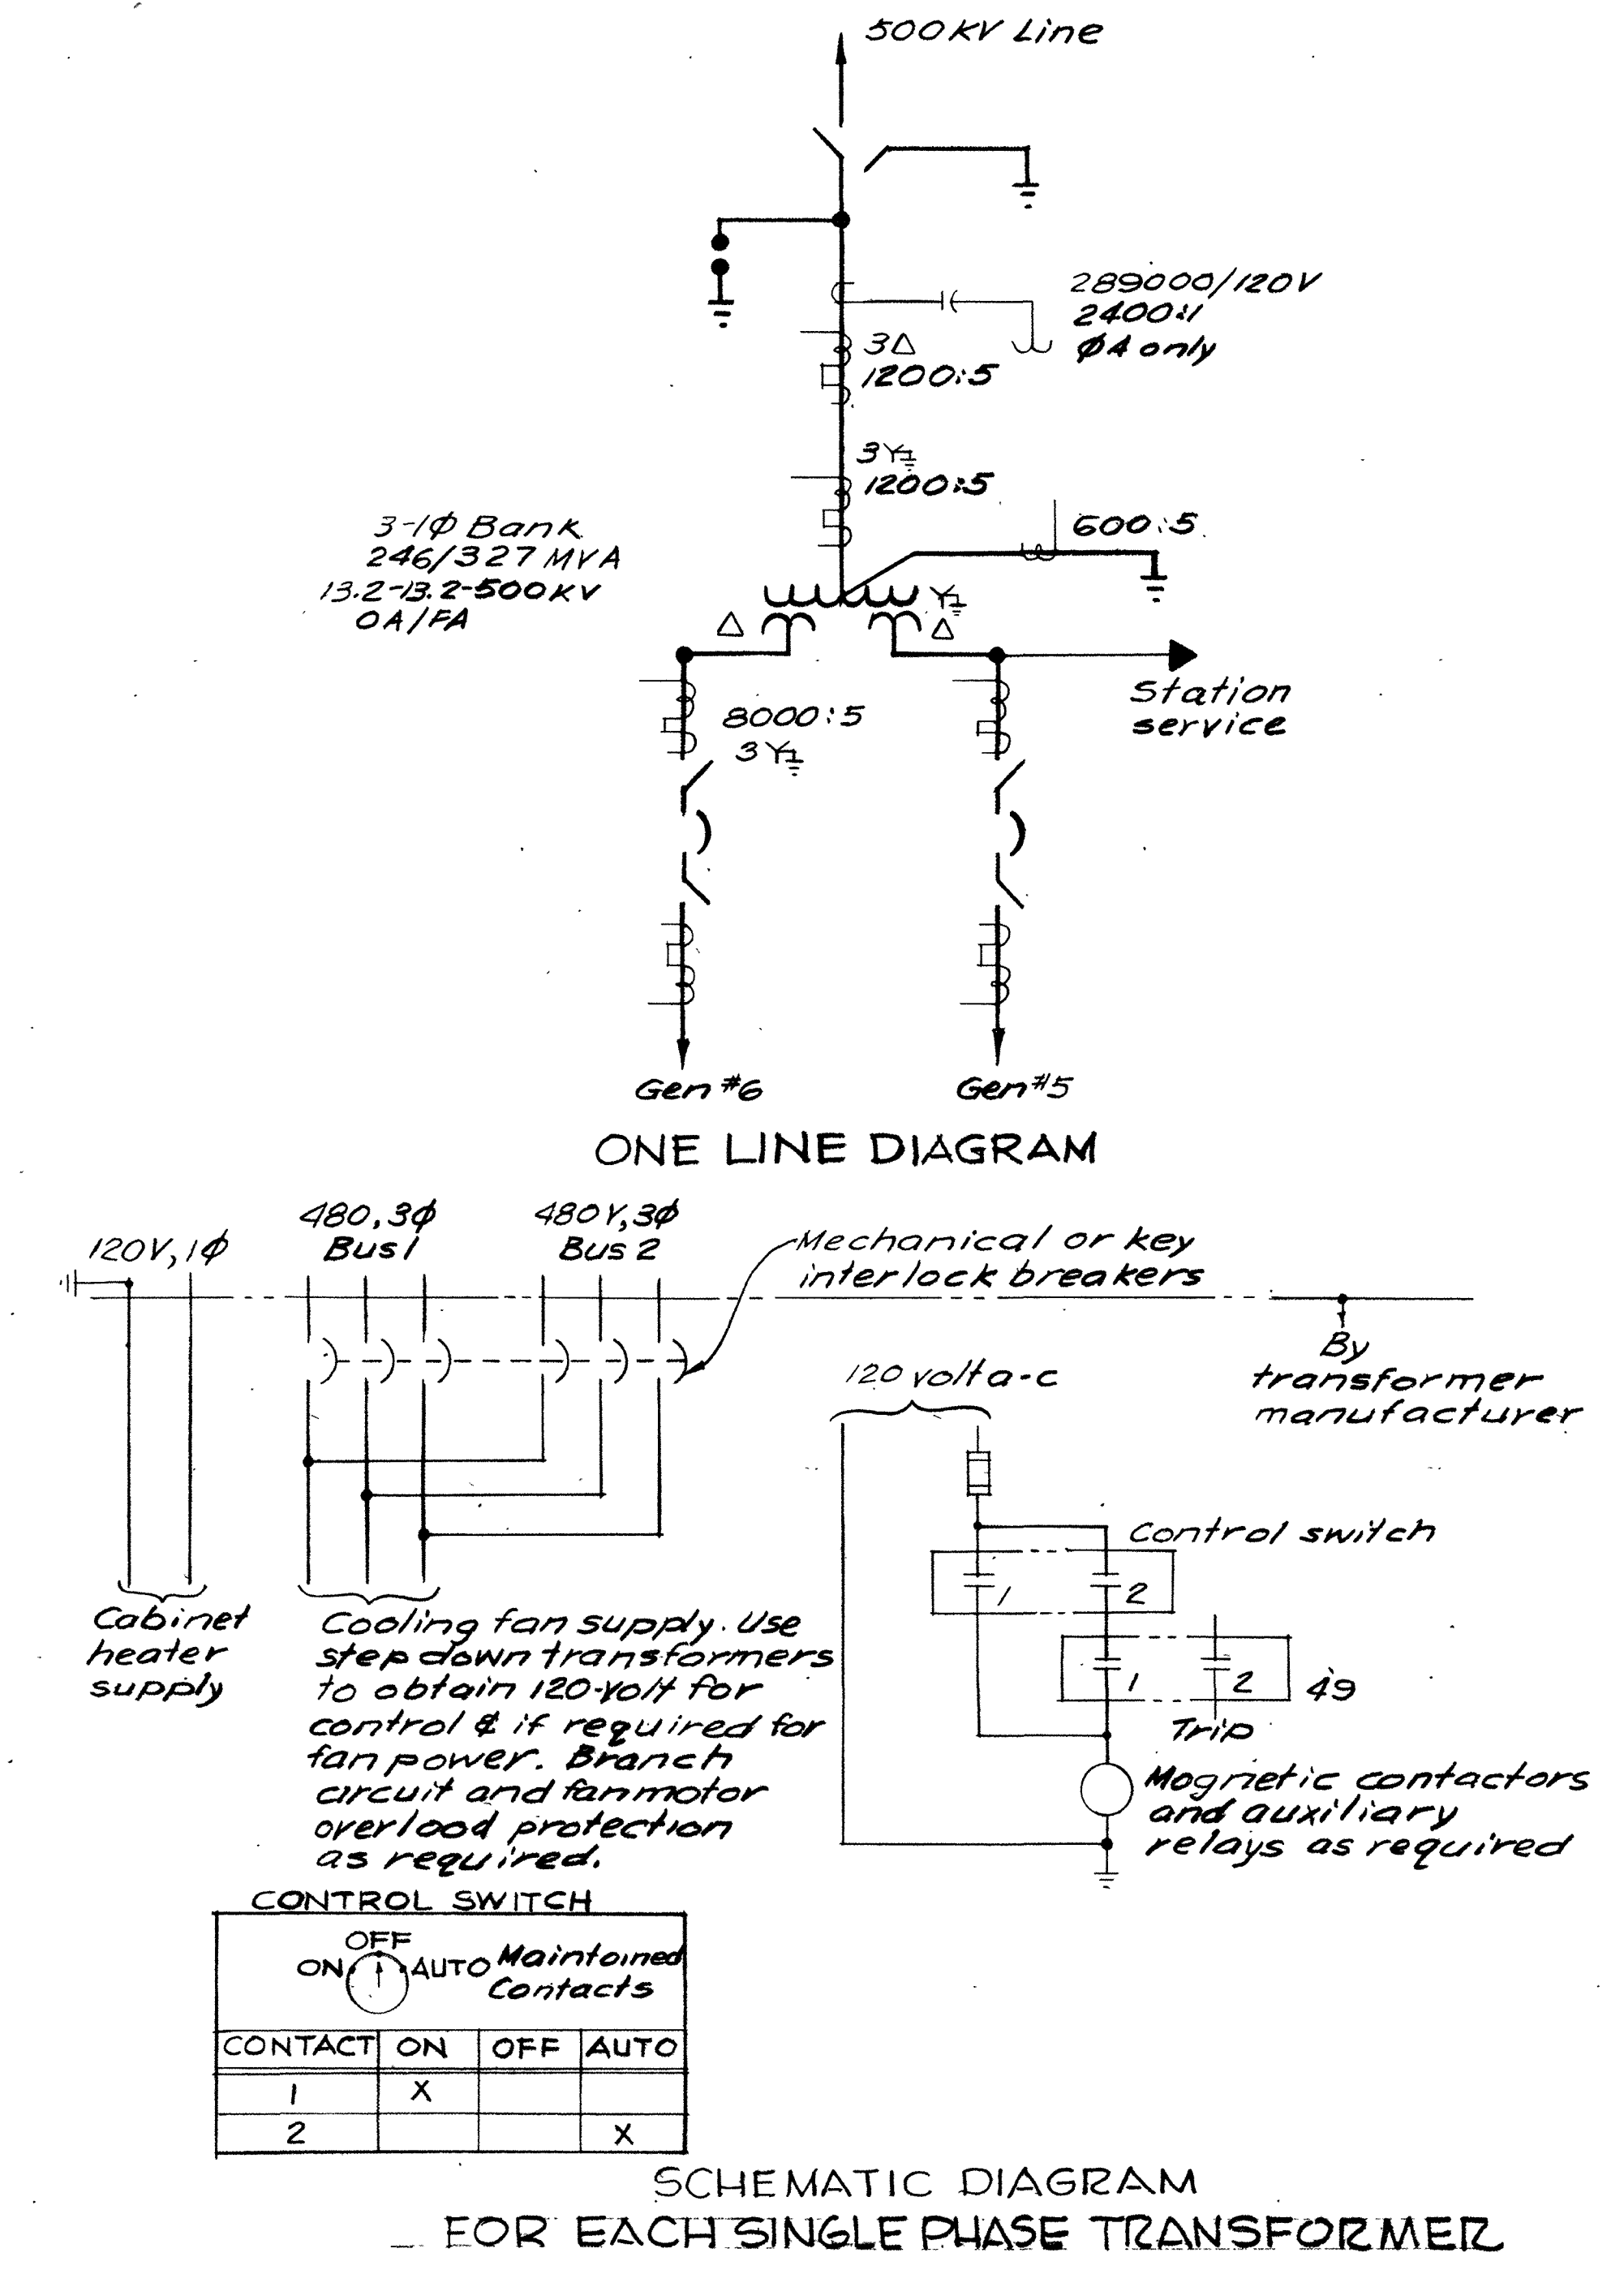 500KV Line
289000/120V
2400:1
ØA only
3Δ
1200:5
3Y
1200:5
600:5
3-1Ø Bank
246/327 MVA
13.2-13.2-500KV
OA/FA
Y
Δ
Δ
Station
service
8000:5
3Y
Gen #6
Gen #5
ONE LINE DIAGRAM
120V, 1Ø
480, 3Ø
Bus 1
480V, 3Ø
Bus 2
Mechanical or key
interlock breakers
By
transformer
manufacturer
120 volt a-c
Control switch
1
2
1
2
49
Trip
Magnetic contactors
and auxiliary
relays as required
Cabinet
heater
supply
Cooling fan supply. Use
step down transformers
to obtain 120-volt for
control & if required for
fan power. Branch
circuit and fan motor
overload protection
as required.
CONTROL SWITCH
OFF
ON
AUTO
Maintained
Contacts
CONTACT ON OFF AUTO
1 X
2 X
SCHEMATIC DIAGRAM
FOR EACH SINGLE PHASE TRANSFORMER